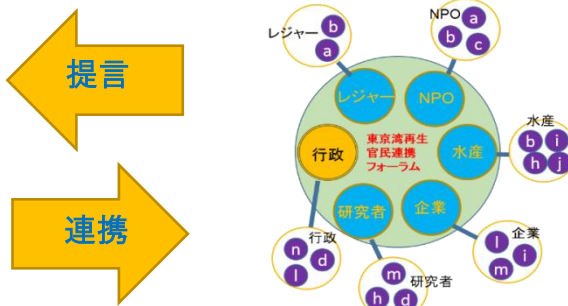 提言
連携
レジャー
b
a
NPO
a
b
c
レジャー
NPO
東京湾再生
官民連携
フォーラム
行政
水産
研究者
企業
水産
b
i
h
j
企業
l
i
m
研究者
m
h
d
行政
n
d
l